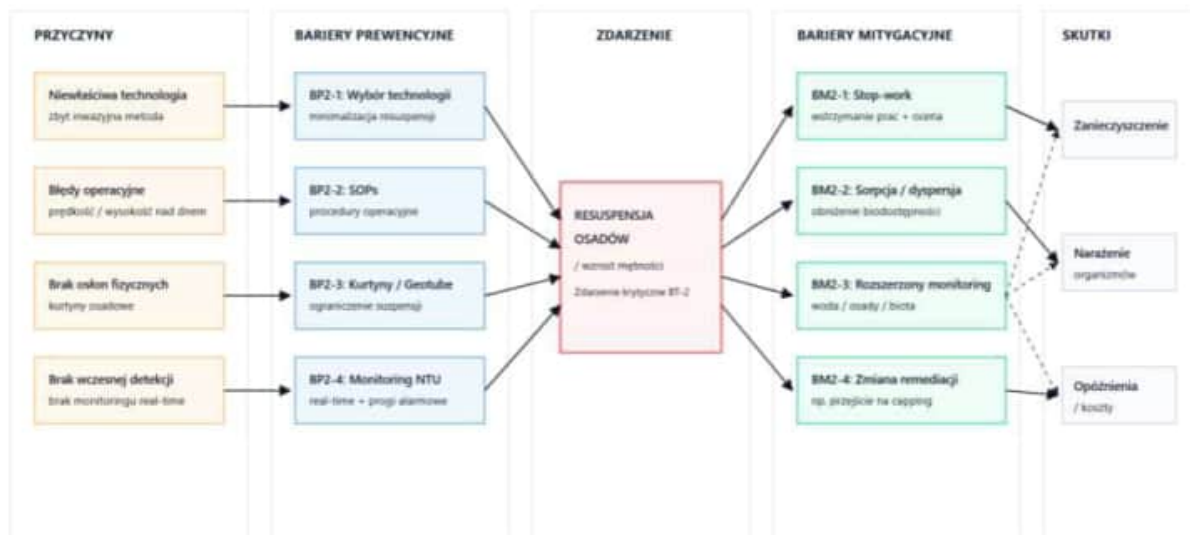 PRZYCZYNY
Niewłaściwa technologia
zbyt inwazyjna metoda
Błędy operacyjne
prędkość / wysokość nad dnem
Brak osłon fizycznych
kurtyny osadowe
Brak wczesnej detekcji
brak monitoringu real-time
BARIERY PREWENCYJNE
BP2-1: Wybór technologii
minimalizacja resuspensji
BP2-2: SOPs
procedury operacyjne
BP2-3: Kurtyny / Geotube
ograniczenie suspensji
BP2-4: Monitoring NTU
real-time + progi alarmowe
ZDARZENIE
RESUSPENSJA
OSADÓW
/ wzrost mętności
Zdarzenie krytyczne BT-2
BARIERY MITYGACYJNE
BM2-1: Stop-work
wstrzymanie prac + ocena
BM2-2: Sorpcja / dyspersja
obniżenie biodostępności
BM2-3: Rozszerzony monitoring
woda / osady / biota
BM2-4: Zmiana remediacji
np. przejście na capping
SKUTKI
Zanieczyszczenie
Narażenie
organizmów
Opóźnienia
/ koszty